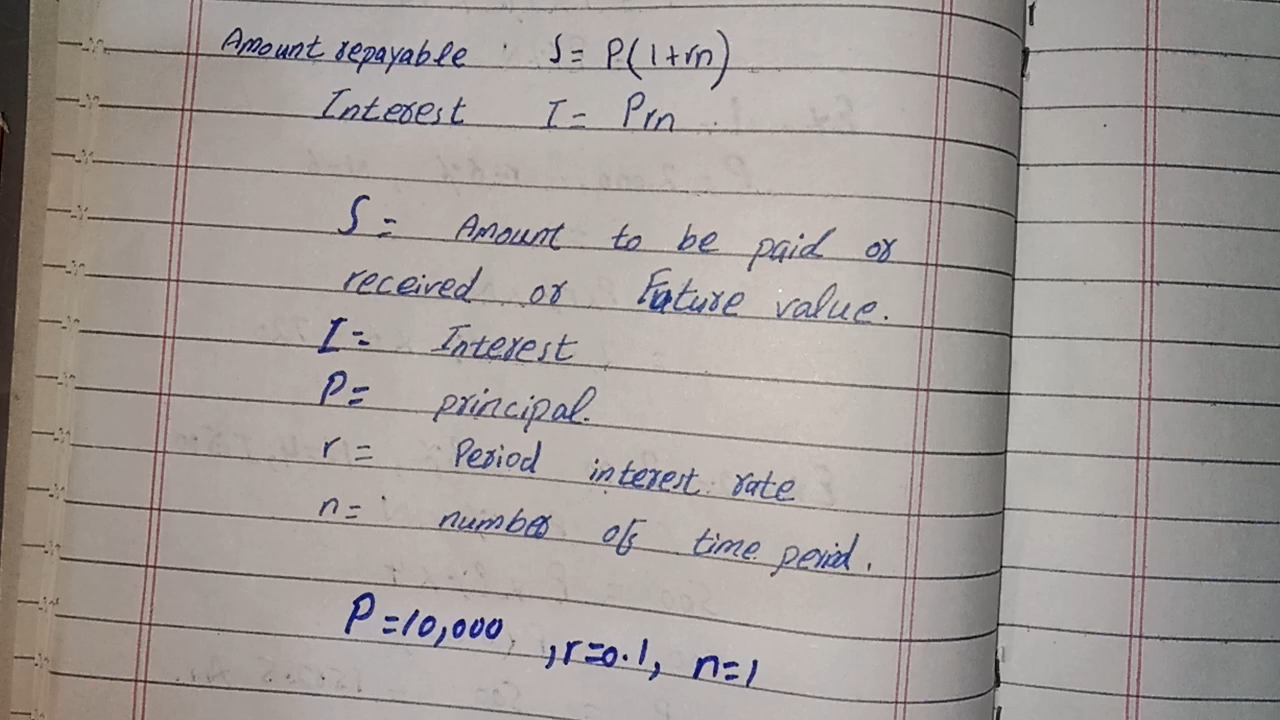 Amount repayable S= P(1+rn)
Interest I= Prn.
S= Amount to be paid or
received or Future value.
I= Interest
P= principal.
r= Period interest rate
n= number of time period.
P=10,000, r=0.1, n=1